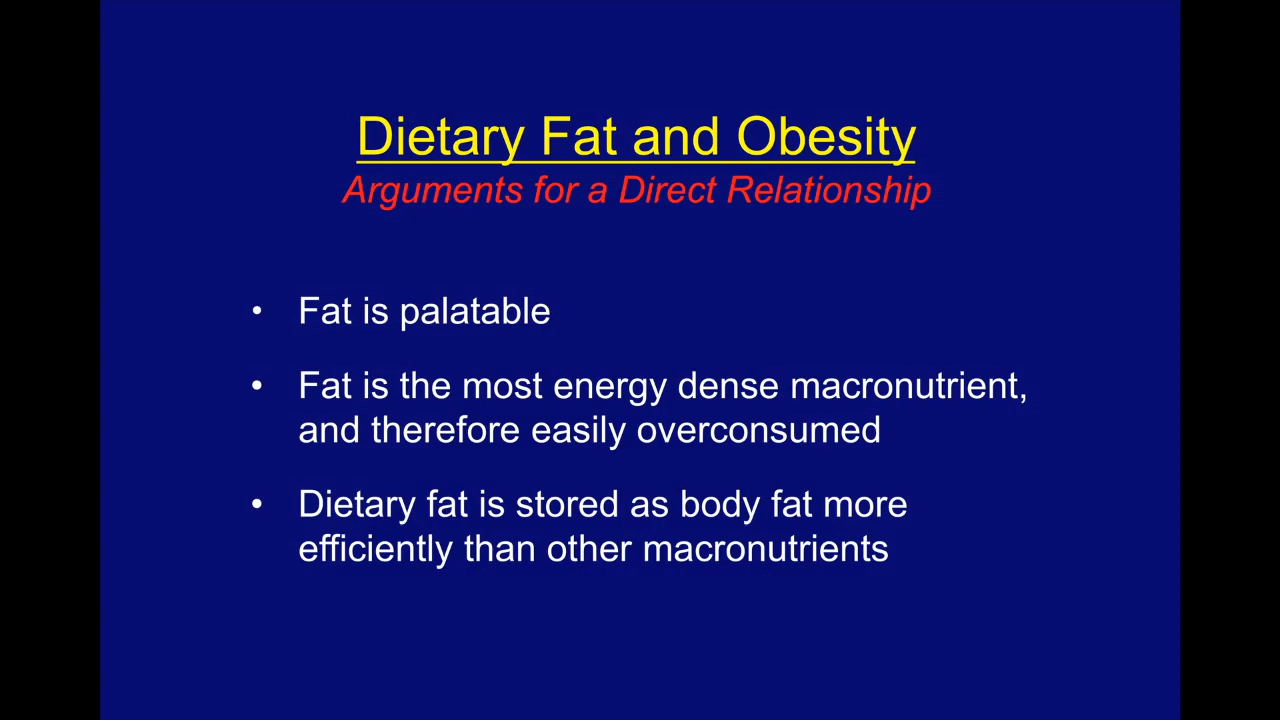 Dietary Fat and Obesity
Arguments for a Direct Relationship
• Fat is palatable
• Fat is the most energy dense macronutrient,
and therefore easily overconsumed
• Dietary fat is stored as body fat more
efficiently than other macronutrients